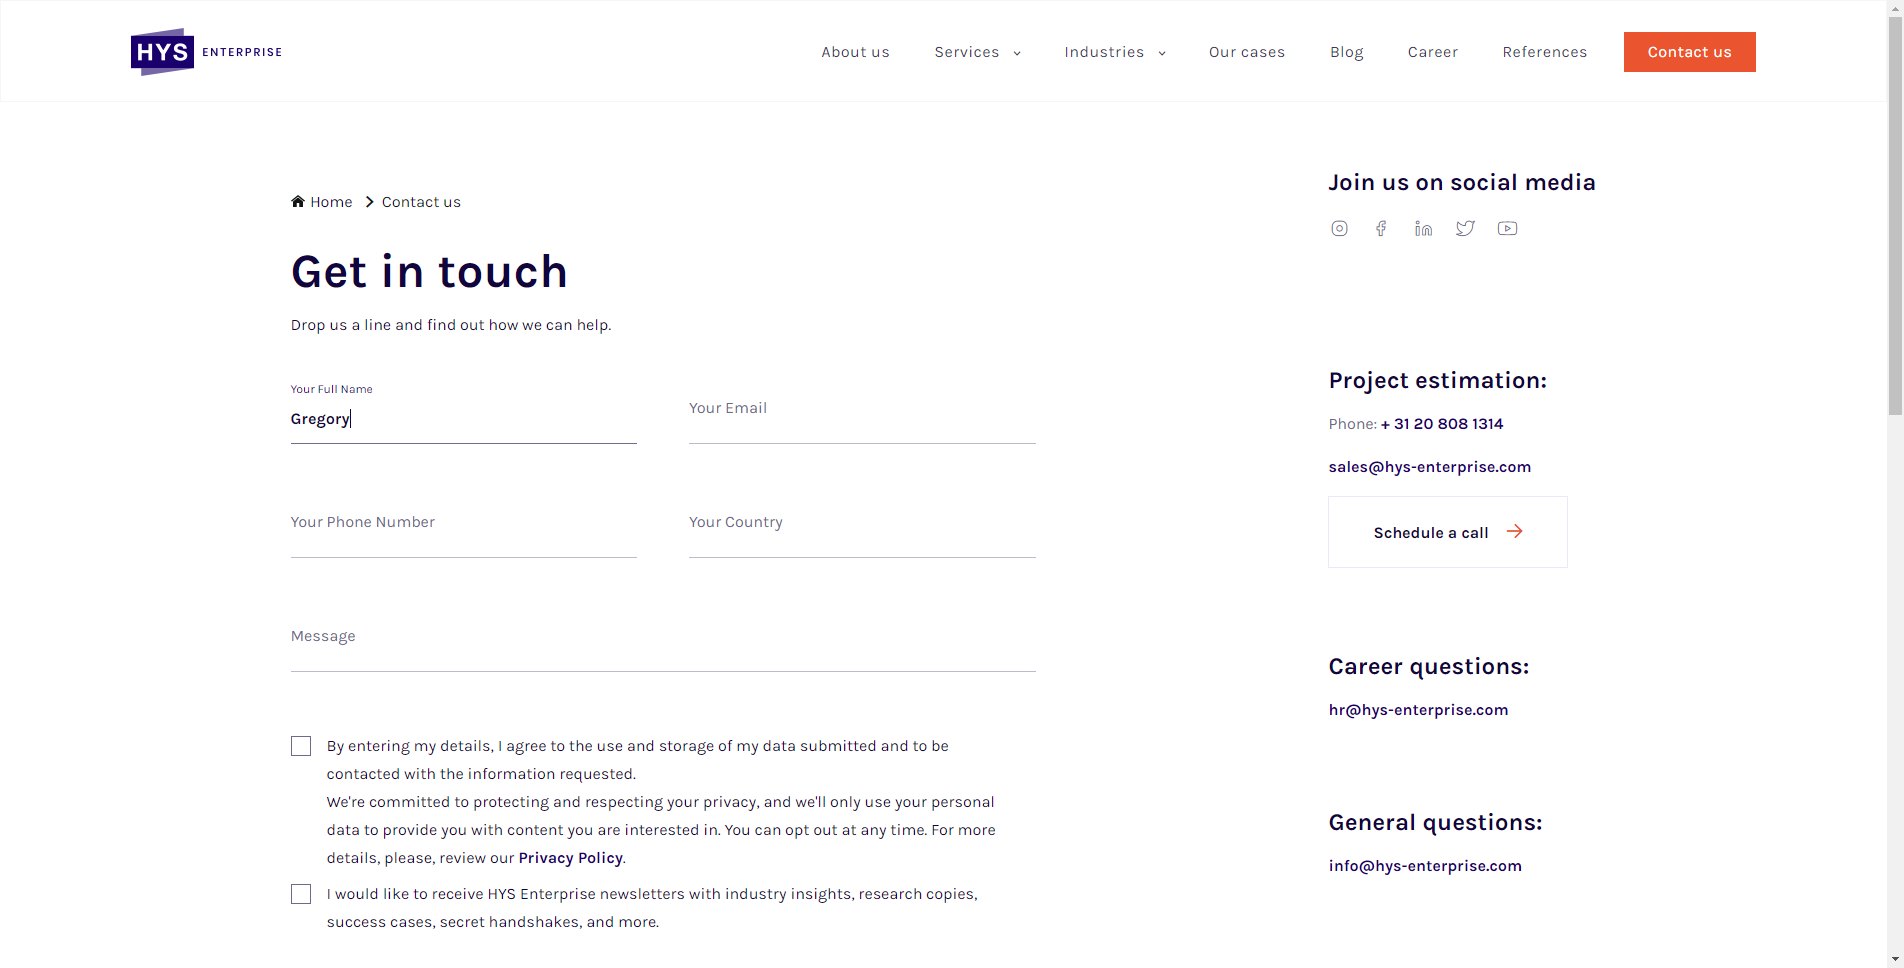 HYS ENTERPRISE
About us Services Industries Our cases Blog Career References Contact us
Home Contact us
Get in touch
Drop us a line and find out how we can help.
Your Full Name
Gregory
Your Email
Your Phone Number
Your Country
Message
By entering my details, I agree to the use and storage of my data submitted and to be
contacted with the information requested.
We're committed to protecting and respecting your privacy, and we'll only use your personal
data to provide you with content you are interested in. You can opt out at any time. For more
details, please, review our Privacy Policy.
I would like to receive HYS Enterprise newsletters with industry insights, research copies,
success cases, secret handshakes, and more.
Join us on social media
Project estimation:
Phone: + 31 20 808 1314
sales@hys-enterprise.com
Schedule a call
Career questions:
hr@hys-enterprise.com
General questions:
info@hys-enterprise.com